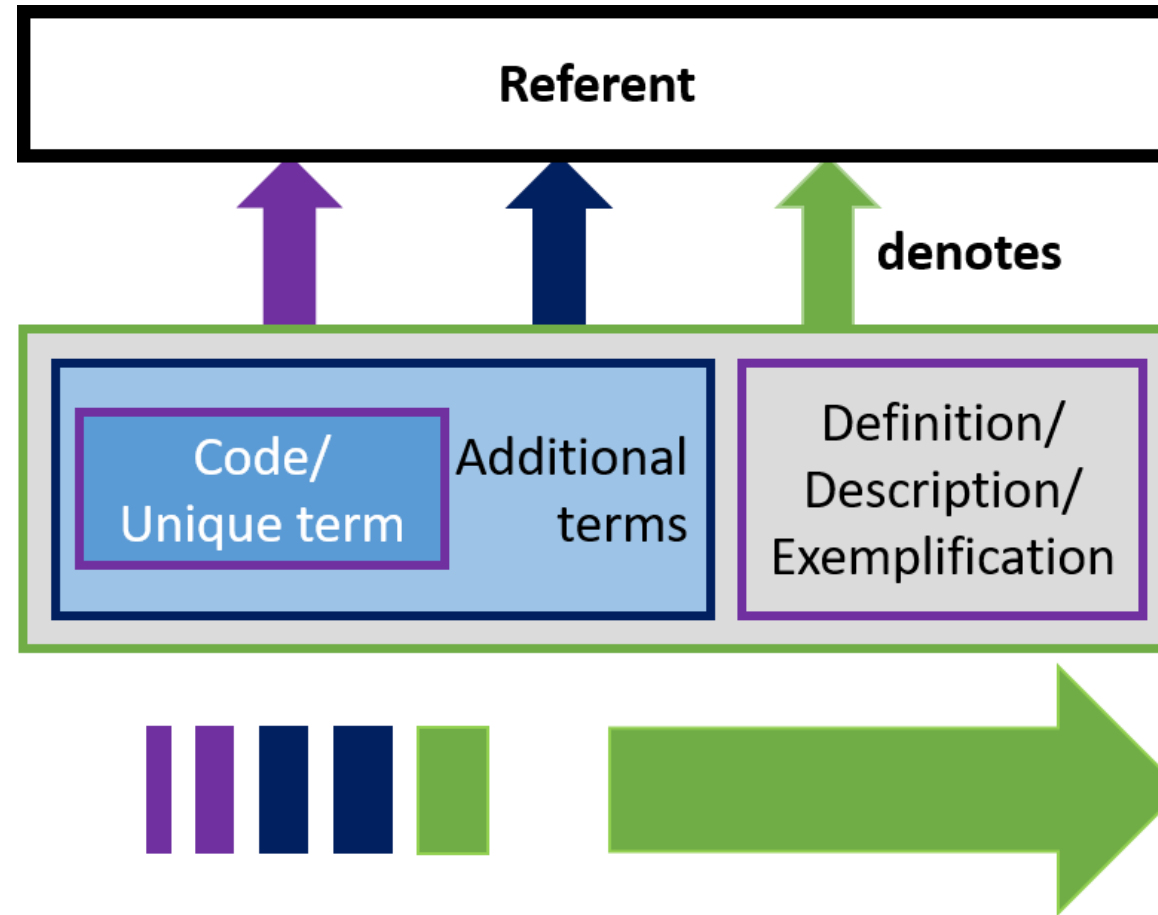 Referent
denotes
Code/
Unique term
Additional
terms
Definition/
Description/
Exemplification